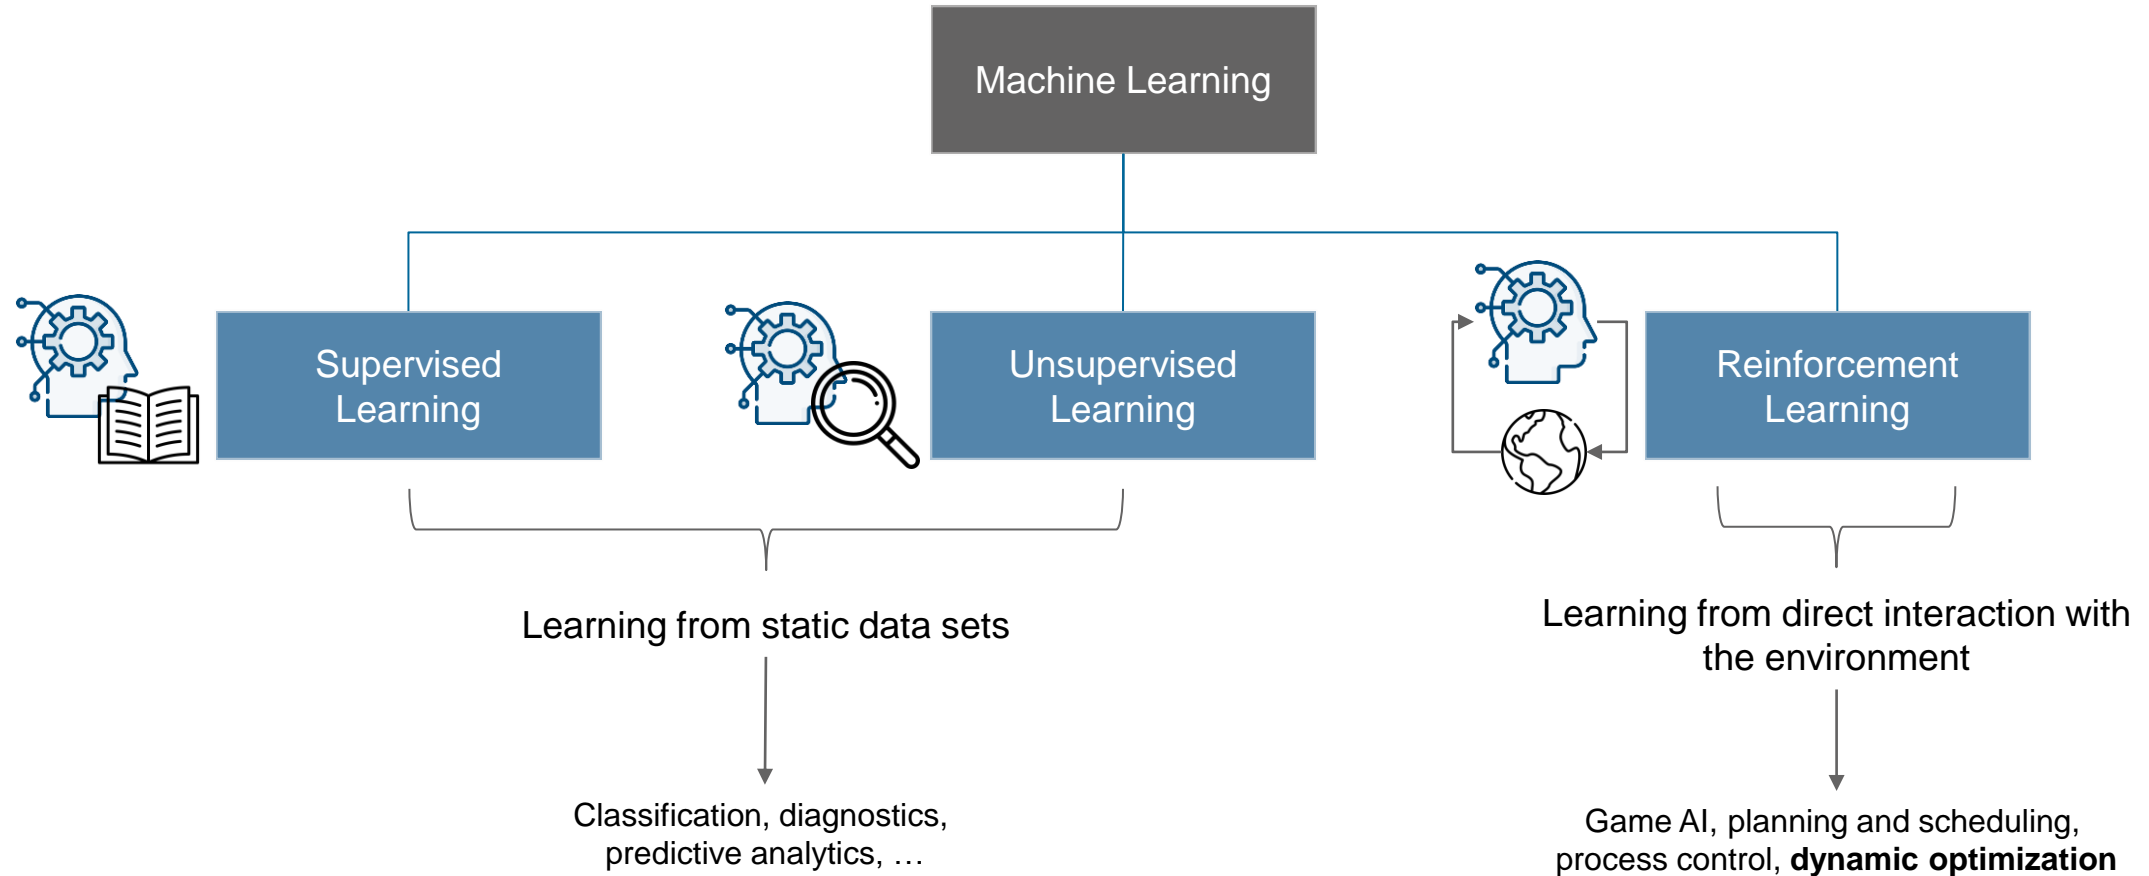 Machine Learning
Supervised
Learning
Unsupervised
Learning
Reinforcement
Learning
Learning from static data sets
Learning from direct interaction with
the environment
Classification, diagnostics,
predictive analytics, …
Game AI, planning and scheduling,
process control, dynamic optimization